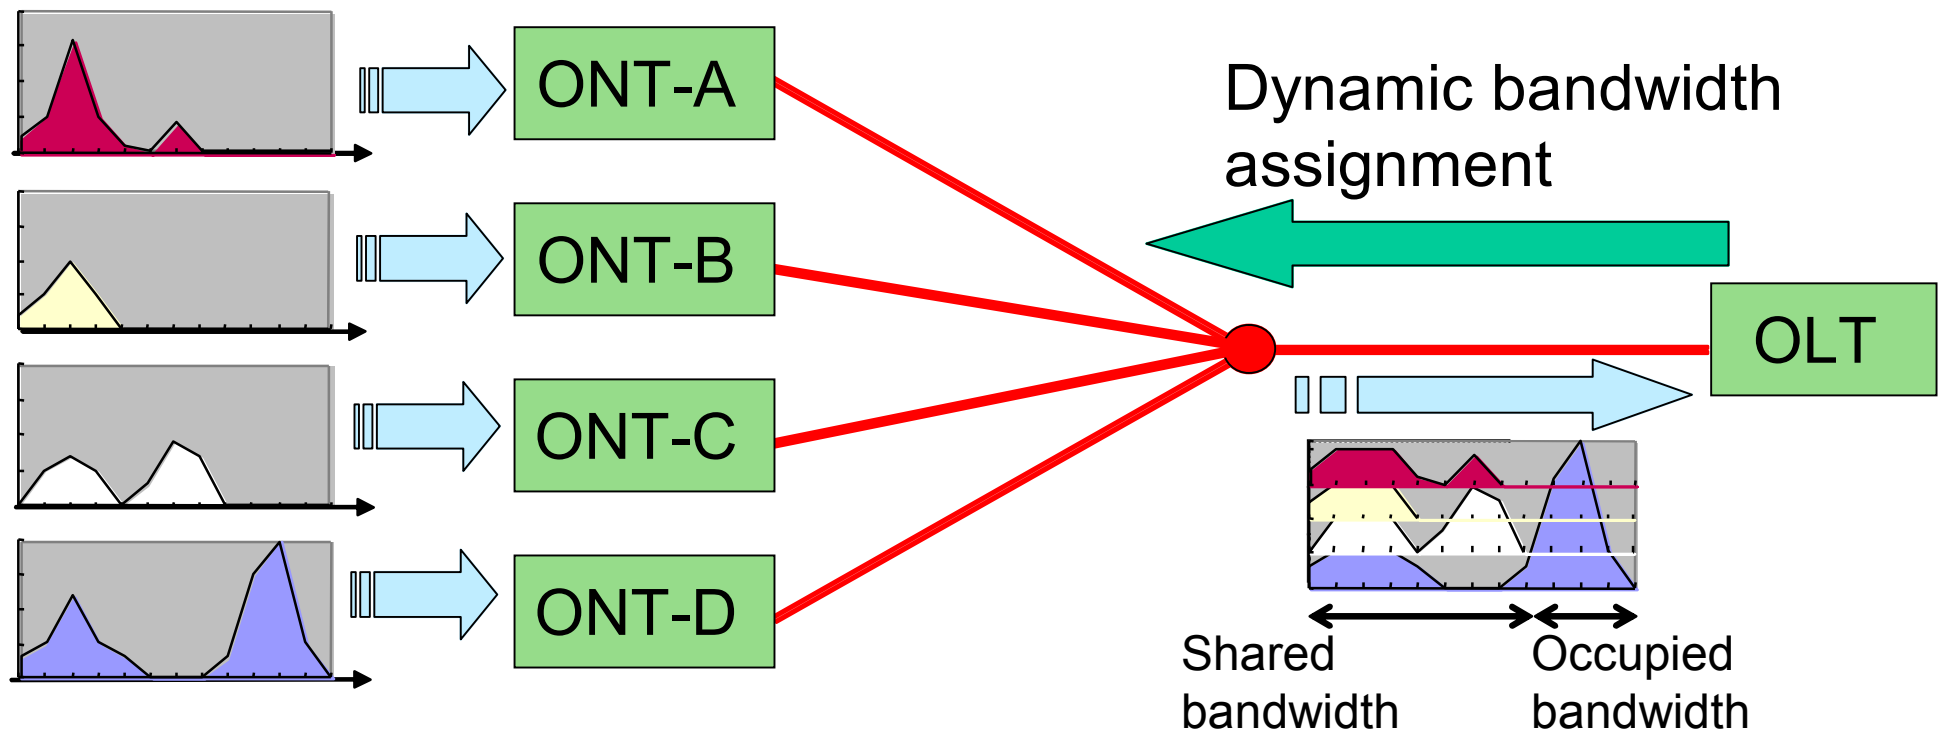 ONT-A
Dynamic bandwidth
assignment
ONT-B
OLT
ONT-C
ONT-D
Shared
bandwidth
Occupied
bandwidth